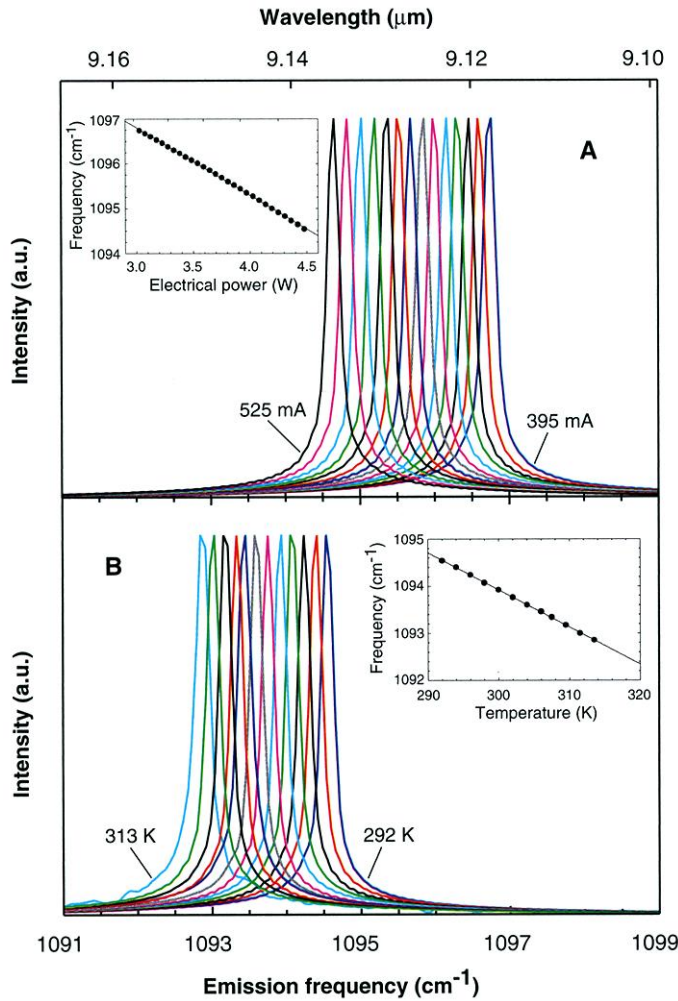 Wavelength (μm)
9.16 9.14 9.12 9.10
A
1097
1096
1095
1094
Frequency (cm-1)
3.0 3.5 4.0 4.5
Electrical power (W)
Intensity (a.u.)
525 mA
395 mA
B
1095
1094
1093
1092
Frequency (cm-1)
290 300 310 320
Temperature (K)
Intensity (a.u.)
313 K
292 K
1091 1093 1095 1097 1099
Emission frequency (cm-1)